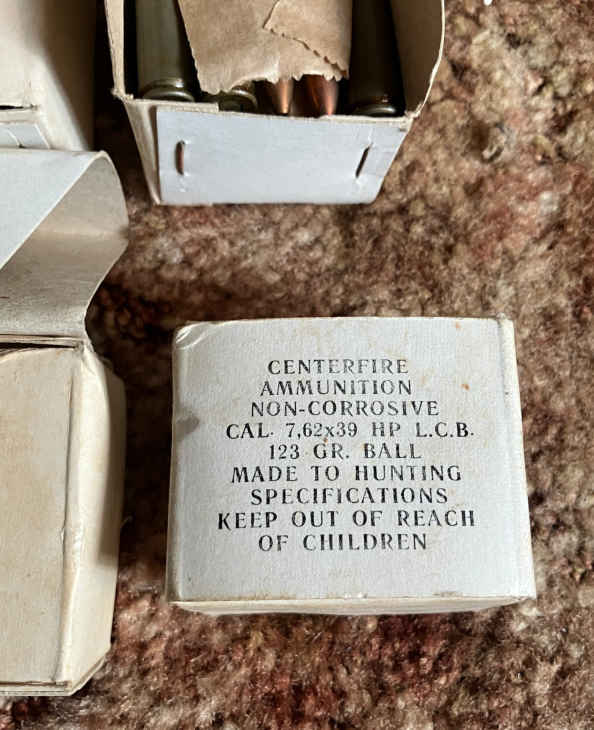 CENTERFIRE
AMMUNITION
NON-CORROSIVE
CAL. 7,62x39 HP L.C.B.
123 GR. BALL
MADE TO HUNTING
SPECIFICATIONS
KEEP OUT OF REACH
OF CHILDREN